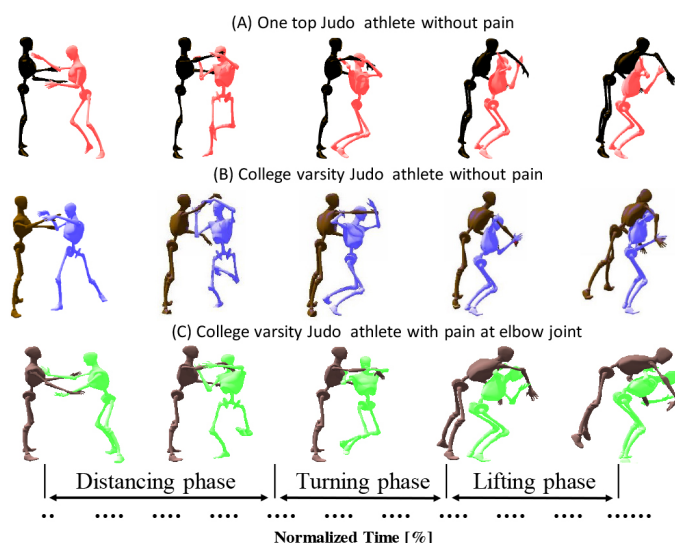 (A) One top Judo athlete without pain
(B) College varsity Judo athlete without pain
(C) College varsity Judo athlete with pain at elbow joint
Distancing phase Turning phase Lifting phase
Normalized Time [%]